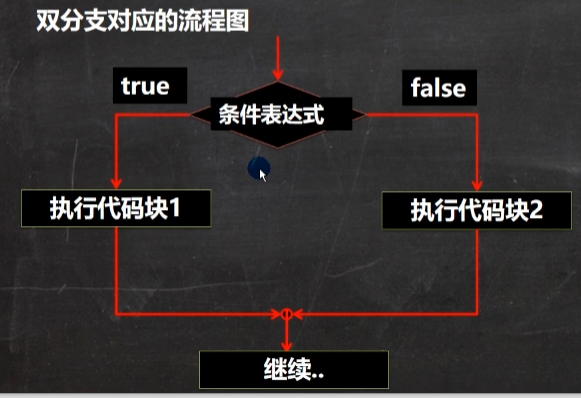 双分支对应的流程图
true
false
条件表达式
执行代码块1
执行代码块2
继续..